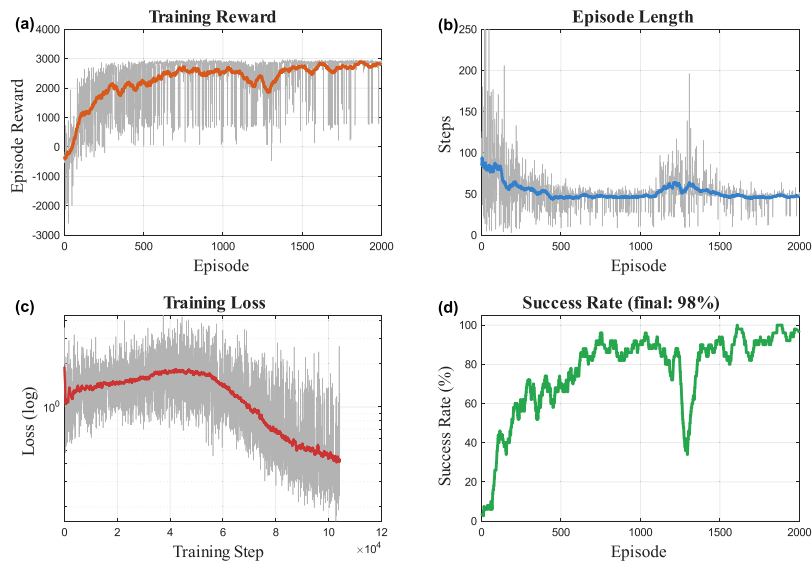 (a) Training Reward
4000
3000
2000
1000
0
-1000
-2000
-3000
Episode Reward
0 500 1000 1500 2000
Episode
(b) Episode Length
250
200
150
100
50
0
Steps
0 500 1000 1500 2000
Episode
(c) Training Loss
10^0
Loss (log)
0 2 4 6 8 10 12
Training Step ×10^4
(d) Success Rate (final: 98%)
100
80
60
40
20
0
Success Rate (%)
0 500 1000 1500 2000
Episode